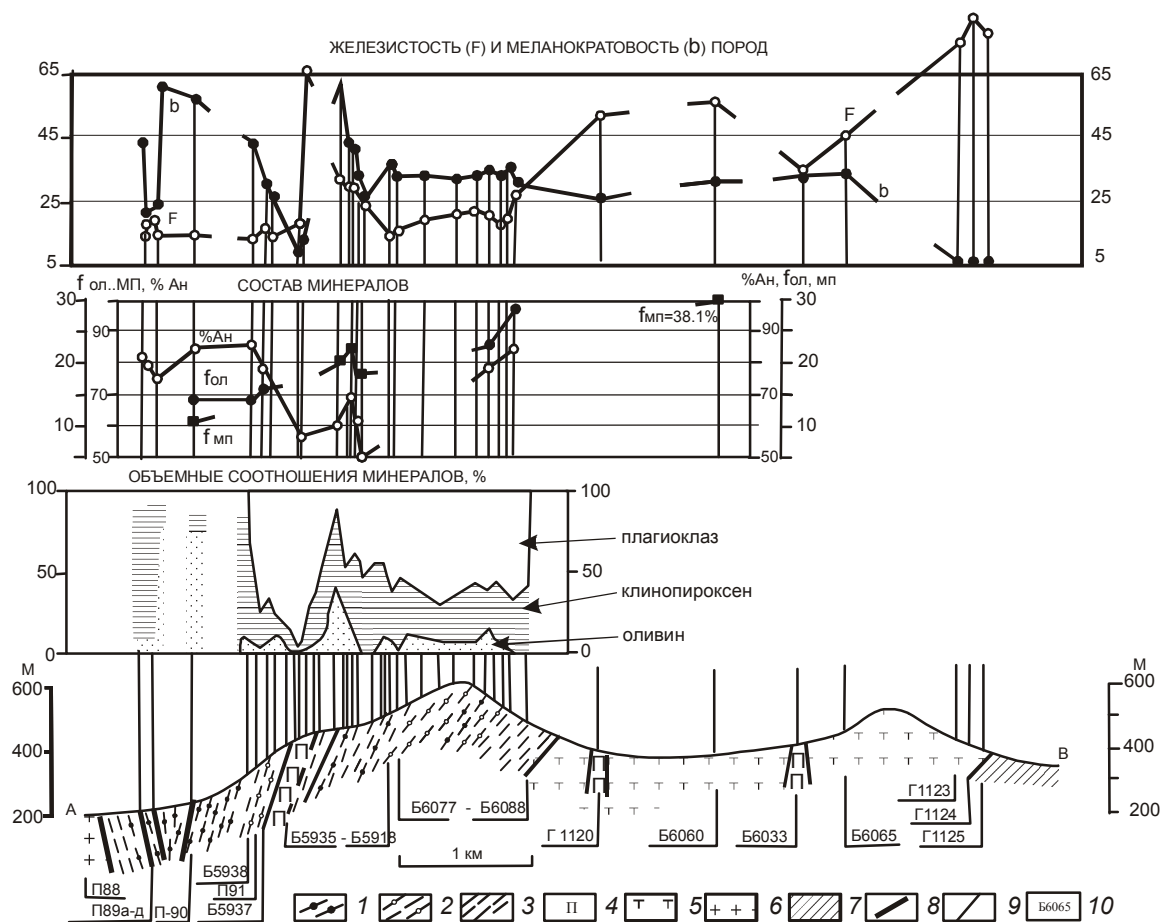 ЖЕЛЕЗИСТОСТЬ (F) И МЕЛАНОКРАТОВОСТЬ (b) ПОРОД
65 65
b
F
45 45
25 25
F
b
5 5
f ол..МП, % Ан СОСТАВ МИНЕРАЛОВ %Ан, fол, мп
30 30
fмп=38.1%
90 90
%Ан
20 20
fол
70 70
10 10
f мп
50 50
ОБЪЕМНЫЕ СООТНОШЕНИЯ МИНЕРАЛОВ, %
100 100
плагиоклаз
50 50
клинопироксен
оливин
0 0
М М
600 600
П
400 400
П
П
П
П
П
П
П
В
А
200 200
Г1123
Б6077 - Б6088
Г1124
Б5935 - Б5918
Г 1120 Б6060 Б6033 Б6065 Г1125
Б5938
1 км
П88
П91
П89а-д П-90 Б5937
1 2 3 П 4 Т Т 5 + + 6 7 8 9 Б6065 10